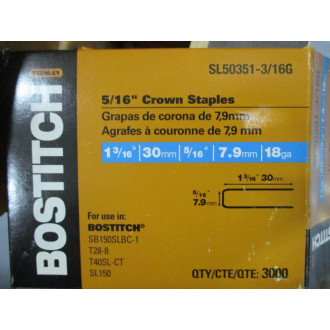 STANLEY
BOSTITCH
SL50351-3/16G
5/16" Crown Staples
Grapas de corona de 7,9mm
Agrafes à couronne de 7,9 mm
1 3/16" 30mm 5/16" 7.9mm 18ga
1 3/16" 30mm
5/16"
7.9mm
For use in:
BOSTITCH®
SB150SLBC-1
T28-8
T40SL-CT
SL150
QTY/CTE/QTE: 3000